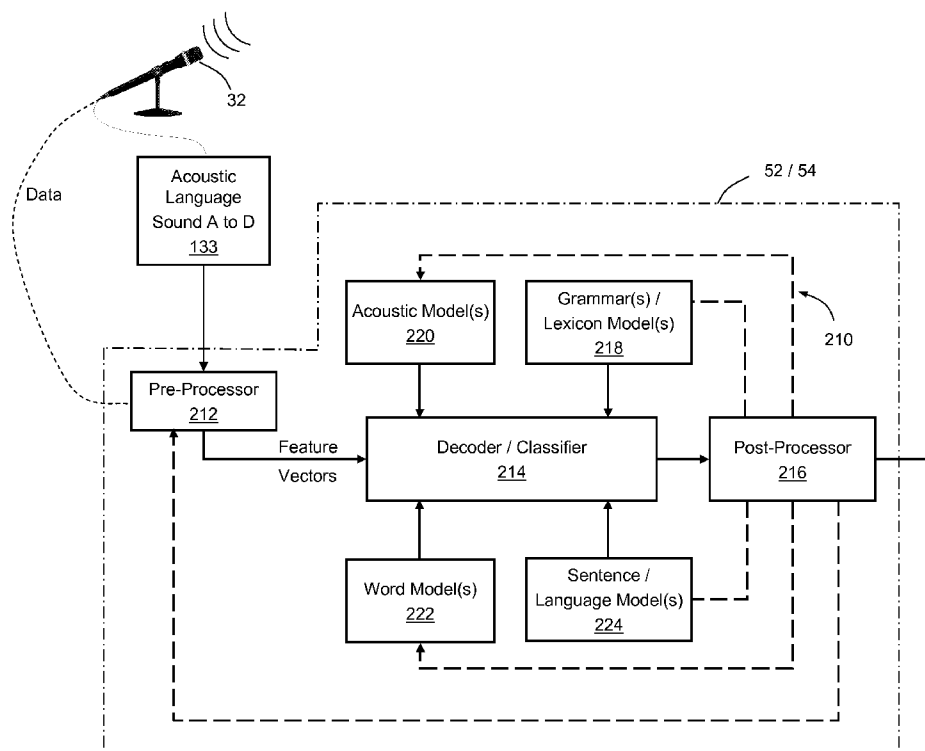 32
Data
Acoustic
Language
Sound A to D
133
52 / 54
Acoustic Model(s)
220
Grammar(s) /
Lexicon Model(s)
218
210
Pre-Processor
212
Feature
Vectors
Decoder / Classifier
214
Post-Processor
216
Word Model(s)
222
Sentence /
Language Model(s)
224